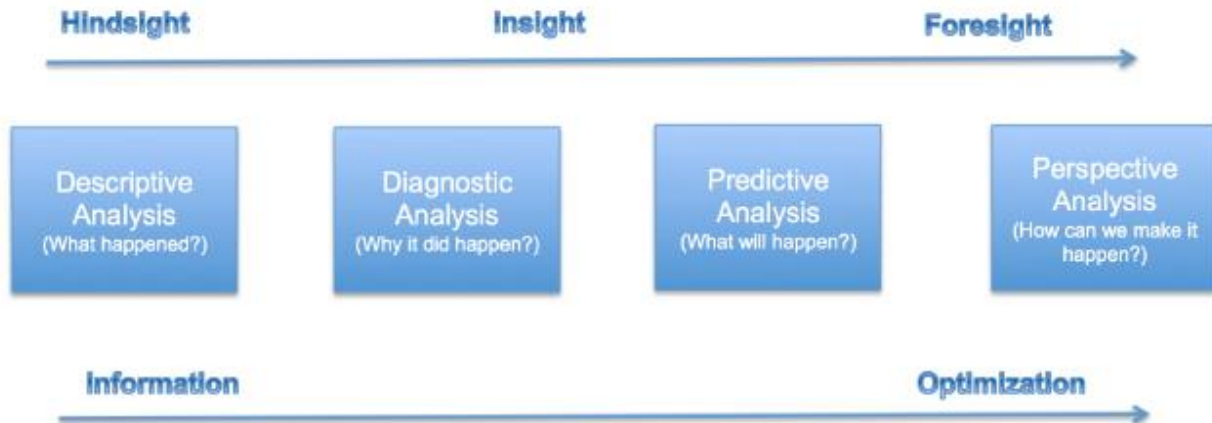 Hindsight
Insight
Foresight
Descriptive
Analysis
(What happened?)
Diagnostic
Analysis
(Why it did happen?)
Predictive
Analysis
(What will happen?)
Perspective
Analysis
(How can we make it
happen?)
Information
Optimization